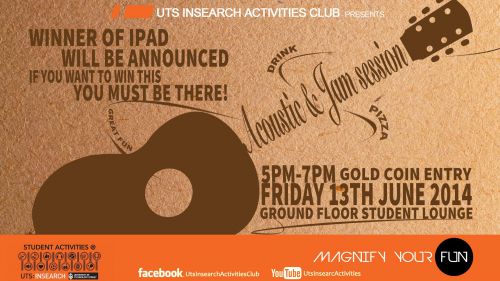 UTS INSEARCH ACTIVITIES CLUB PRESENTS
WINNER OF IPAD
WILL BE ANNOUNCED
IF YOU WANT TO WIN THIS
YOU MUST BE THERE!
GREAT FUN
DRINK
Acoustic & Jam session
PIZZA
5PM-7PM GOLD COIN ENTRY
FRIDAY 13TH JUNE 2014
GROUND FLOOR STUDENT LOUNGE
STUDENT ACTIVITIES @
UTS:INSEARCH
MAGNIFY YOUR FUN
facebook UtsinsearchActivitiesClub
YouTube UtsInsearcActivities